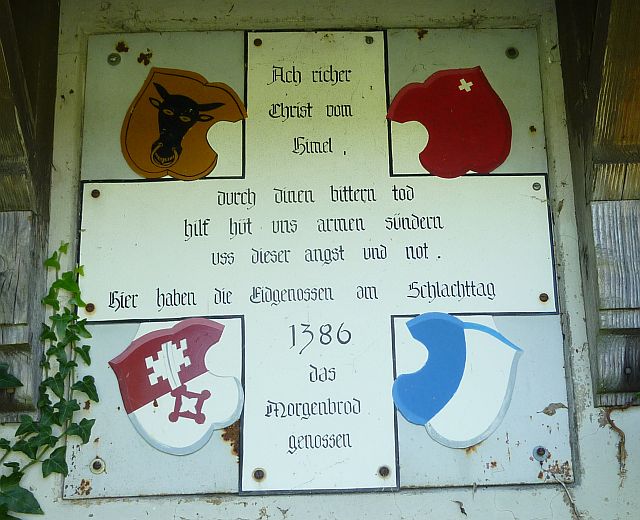 Ach richer
Christ vom
Himel.
durch dinen bittern tod
hilf hüt uns armen sündern
uss dieser angst und not.
Hier haben die Eidgenossen am Schlachttag
1386
das
Morgenbrod
genossen